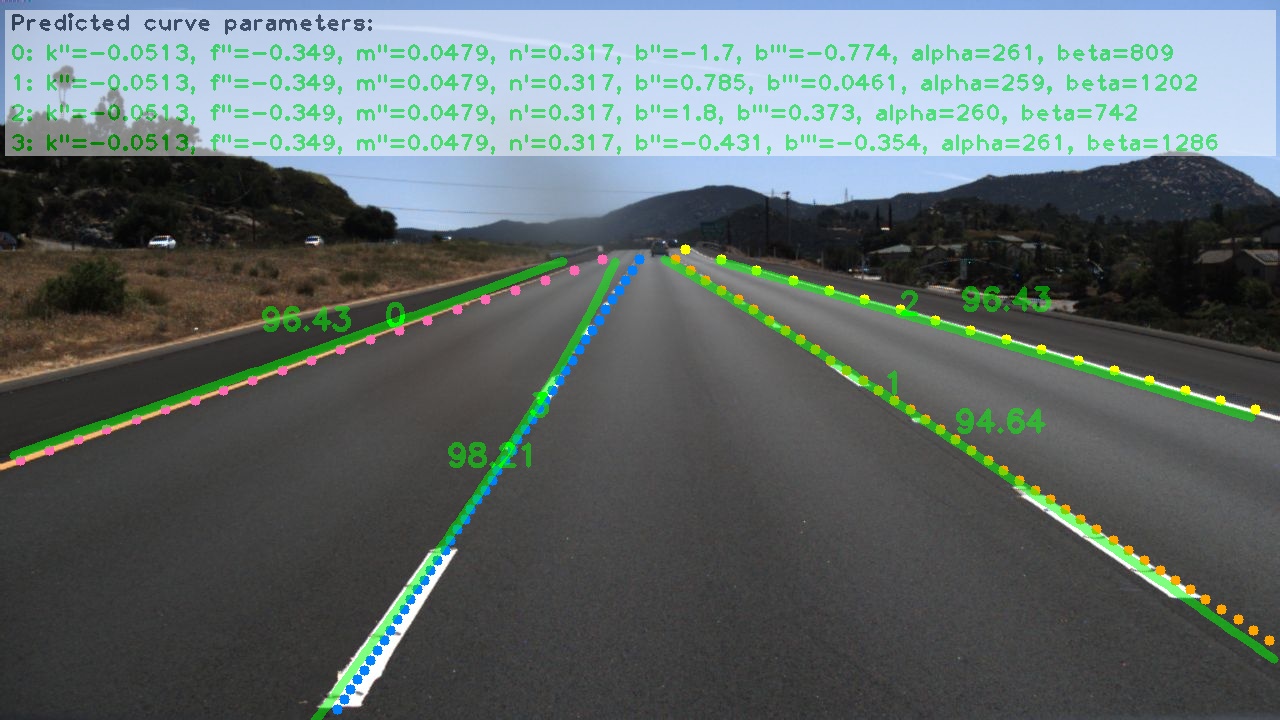 Predicted curve parameters:
0: k''=-0.0513, f''=-0.349, m''=0.0479, n'=0.317, b''=-1.7, b'''=-0.774, alpha=261, beta=809
1: k''=-0.0513, f''=-0.349, m''=0.0479, n'=0.317, b''=0.785, b'''=0.0461, alpha=259, beta=1202
2: k''=-0.0513, f''=-0.349, m''=0.0479, n'=0.317, b''=1.8, b'''=0.373, alpha=260, beta=742
3: k''=-0.0513, f''=-0.349, m''=0.0479, n'=0.317, b''=-0.431, b'''=-0.354, alpha=261, beta=1286
96.43 0
2 96.43
1
94.64
3
98.21